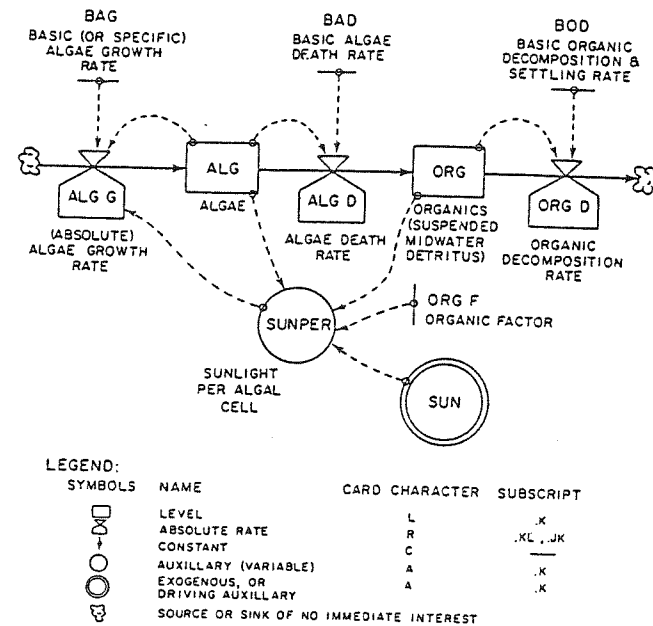 BAG
BASIC (OR SPECIFIC)
ALGAE GROWTH
RATE
BAD
BASIC ALGAE
DEATH RATE
BOD
BASIC ORGANIC
DECOMPOSITION &
SETTLING RATE
ALG G
ALG
ALG D
ORG
ORG D
(ABSOLUTE)
ALGAE GROWTH
RATE
ALGAE
ALGAE DEATH
RATE
ORGANICS
(SUSPENDED
MIDWATER
DETRITUS)
ORGANIC
DECOMPOSITION
RATE
SUNPER
ORG F
ORGANIC FACTOR
SUNLIGHT
PER ALGAL
CELL
SUN
LEGEND:
SYMBOLS NAME CARD CHARACTER SUBSCRIPT
LEVEL L .K
ABSOLUTE RATE R .KL , .JK
CONSTANT C —
AUXILLARY (VARIABLE) A .K
EXOGENOUS, OR
DRIVING AUXILLARY A .K
SOURCE OR SINK OF NO IMMEDIATE INTEREST